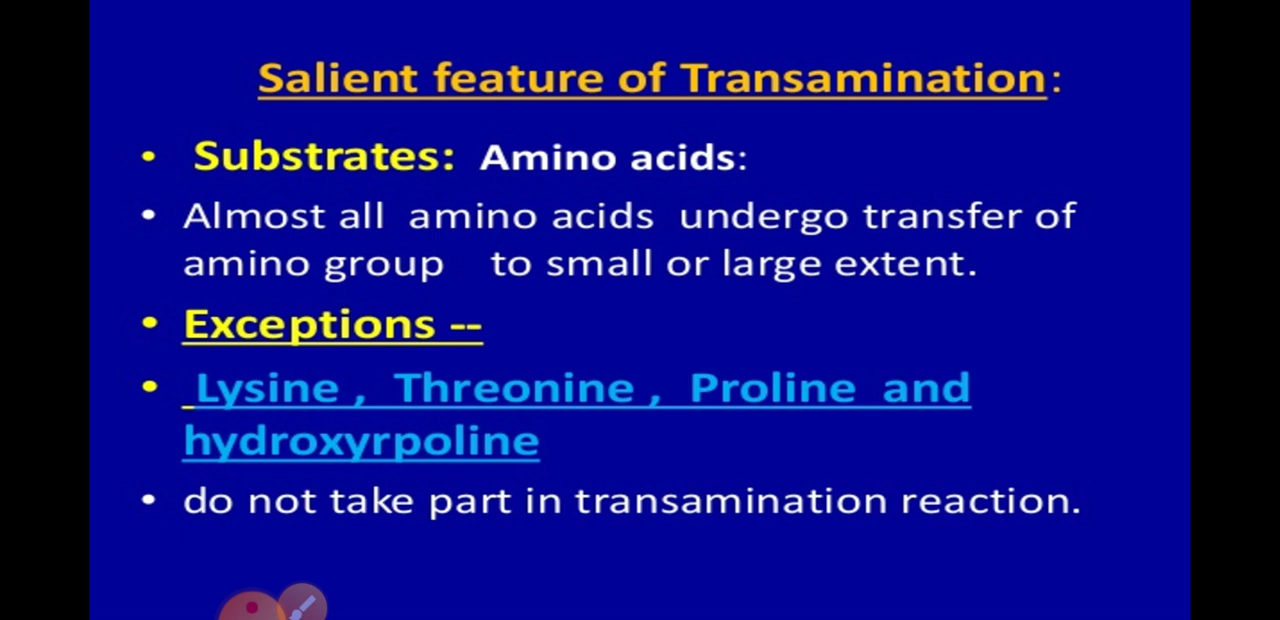 Salient feature of Transamination:
• Substrates: Amino acids:
• Almost all amino acids undergo transfer of
amino group to small or large extent.
• Exceptions --
• Lysine , Threonine , Proline and
hydroxyrpoline
• do not take part in transamination reaction.